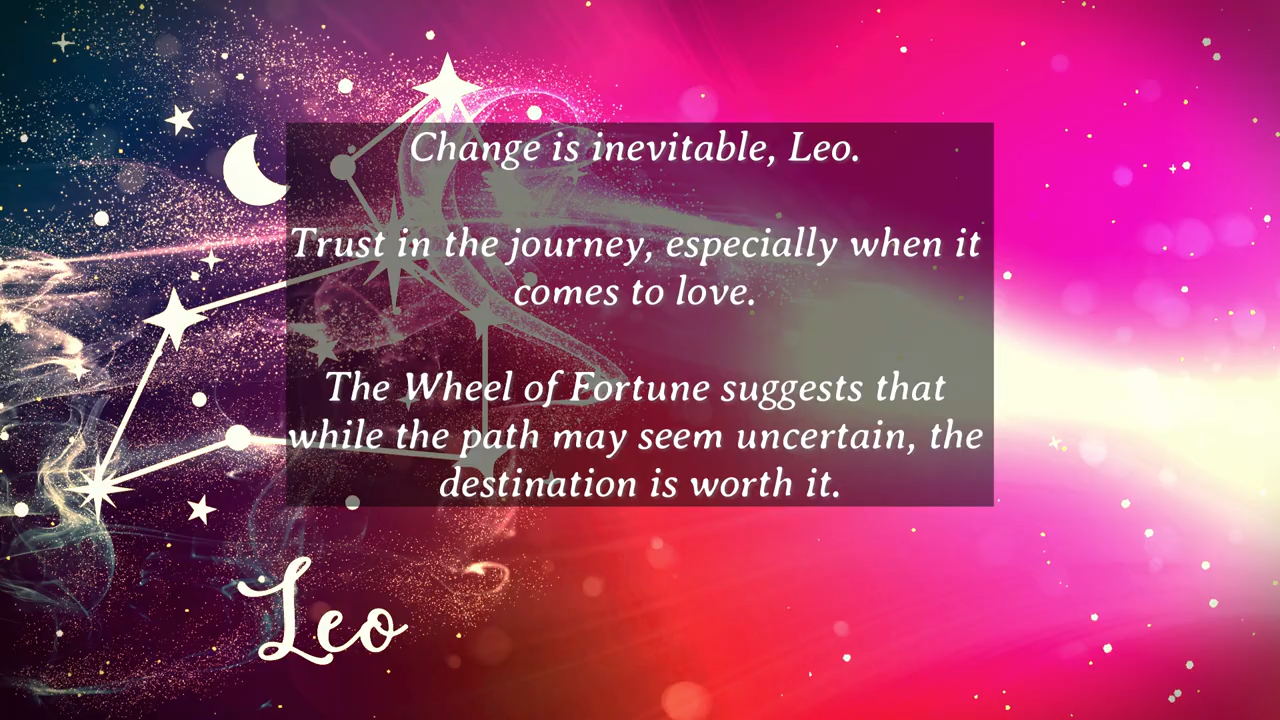 Change is inevitable, Leo.
Trust in the journey, especially when it
comes to love.
The Wheel of Fortune suggests that
while the path may seem uncertain, the
destination is worth it.
Leo